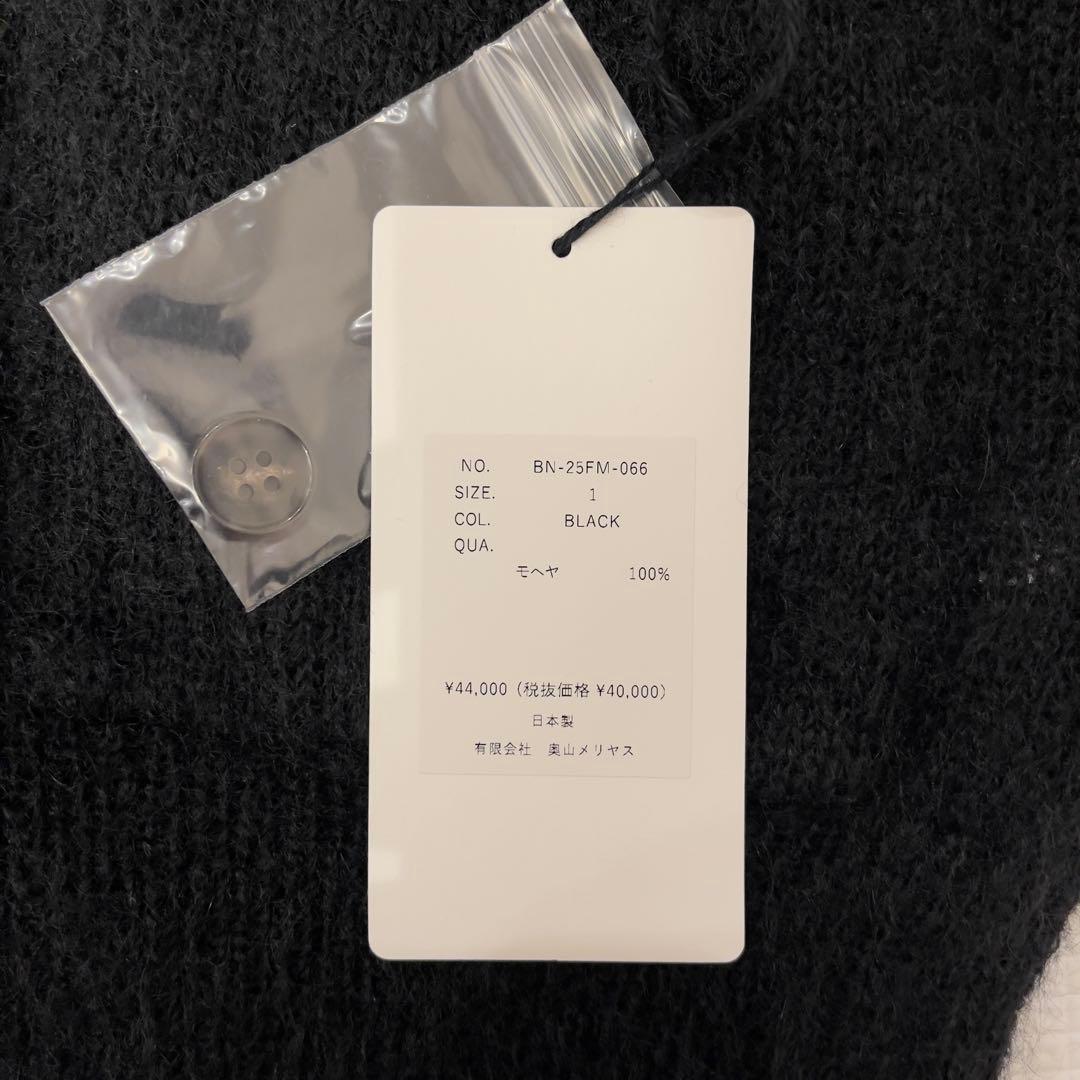 NO. BN-25FM-066
SIZE. 1
COL. BLACK
QUA.
モヘヤ 100%
¥44,000 (税抜価格 ¥40,000)
日本製
有限会社 奥山メリヤス